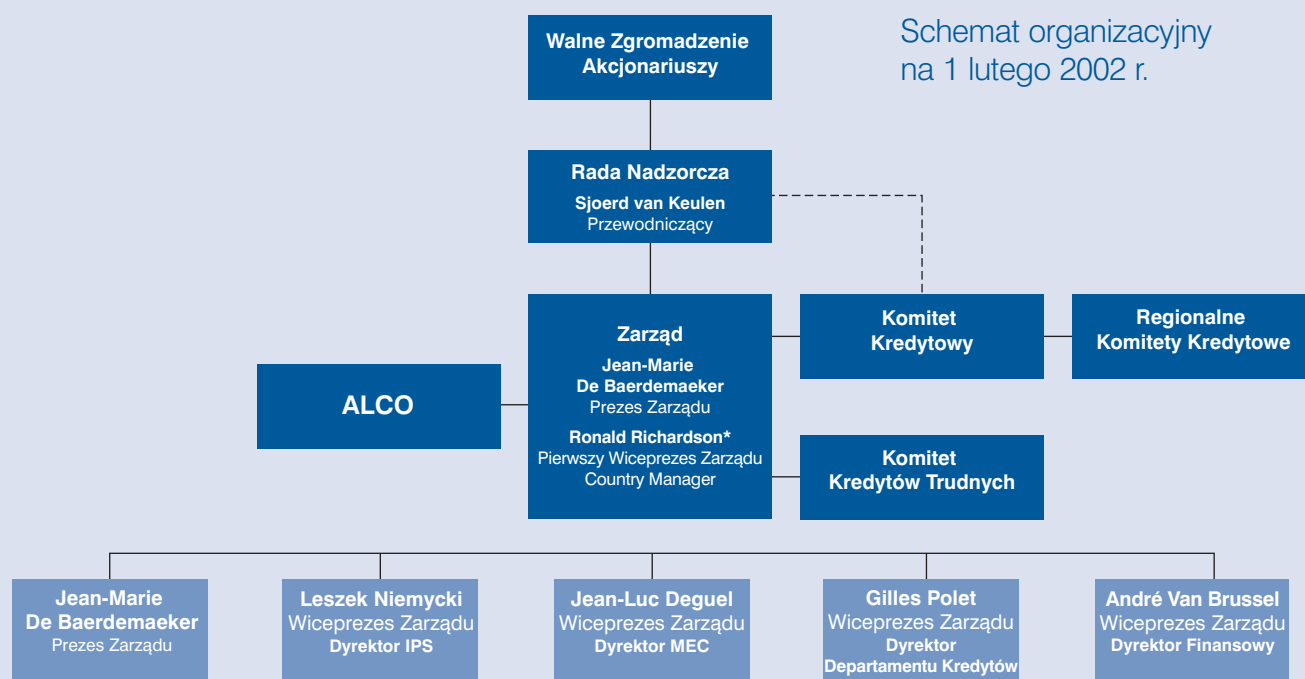 Schemat organizacyjny
na 1 lutego 2002 r.
Walne Zgromadzenie
Akcjonariuszy
Rada Nadzorcza
Sjoerd van Keulen
Przewodniczący
Zarząd
Jean-Marie
De Baerdemaeker
Prezes Zarządu
Ronald Richardson*
Pierwszy Wiceprezes Zarządu
Country Manager
Komitet
Kredytowy
Regionalne
Komitety Kredytowe
ALCO
Komitet
Kredytów Trudnych
Jean-Marie
De Baerdemaeker
Prezes Zarządu
Leszek Niemycki
Wiceprezes Zarządu
Dyrektor IPS
Jean-Luc Deguel
Wiceprezes Zarządu
Dyrektor MEC
Gilles Polet
Wiceprezes Zarządu
Dyrektor
Departamentu Kredytów
André Van Brussel
Wiceprezes Zarządu
Dyrektor Finansowy